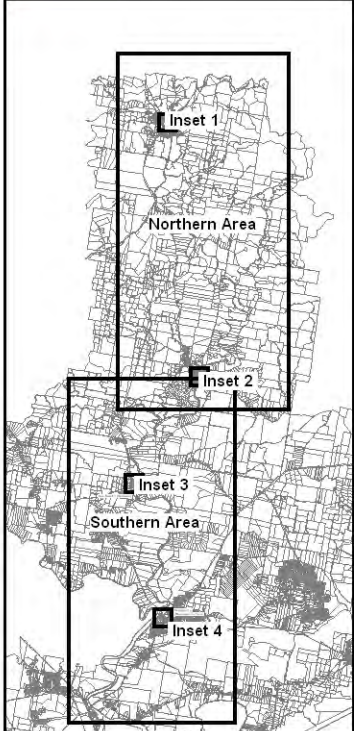 Inset 1
Northern Area
Inset 2
Inset 3
Southern Area
Inset 4